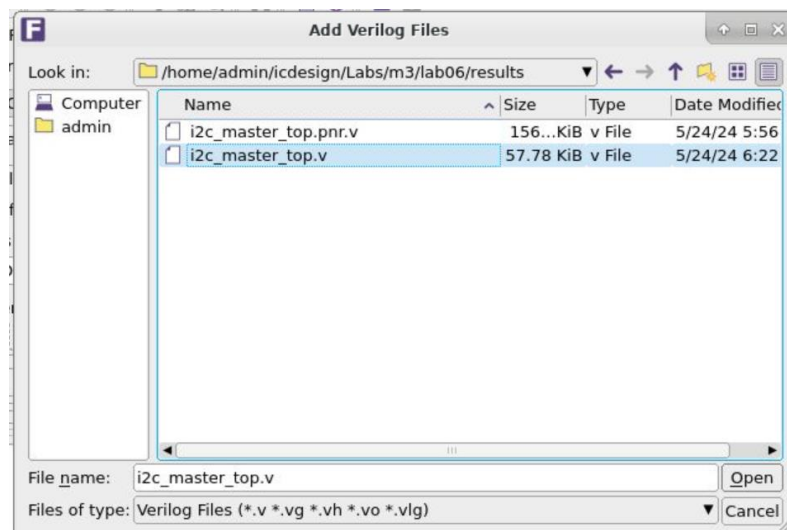 F
Add Verilog Files
Look in: /home/admin/icdesign/Labs/m3/lab06/results
Computer
admin
Name Size Type Date Modified
i2c_master_top.pnr.v 156...KiB v File 5/24/24 5:56
i2c_master_top.v 57.78 KiB v File 5/24/24 6:22
File name: i2c_master_top.v Open
Files of type: Verilog Files (*.v *.vg *.vh *.vo *.vlg) Cancel